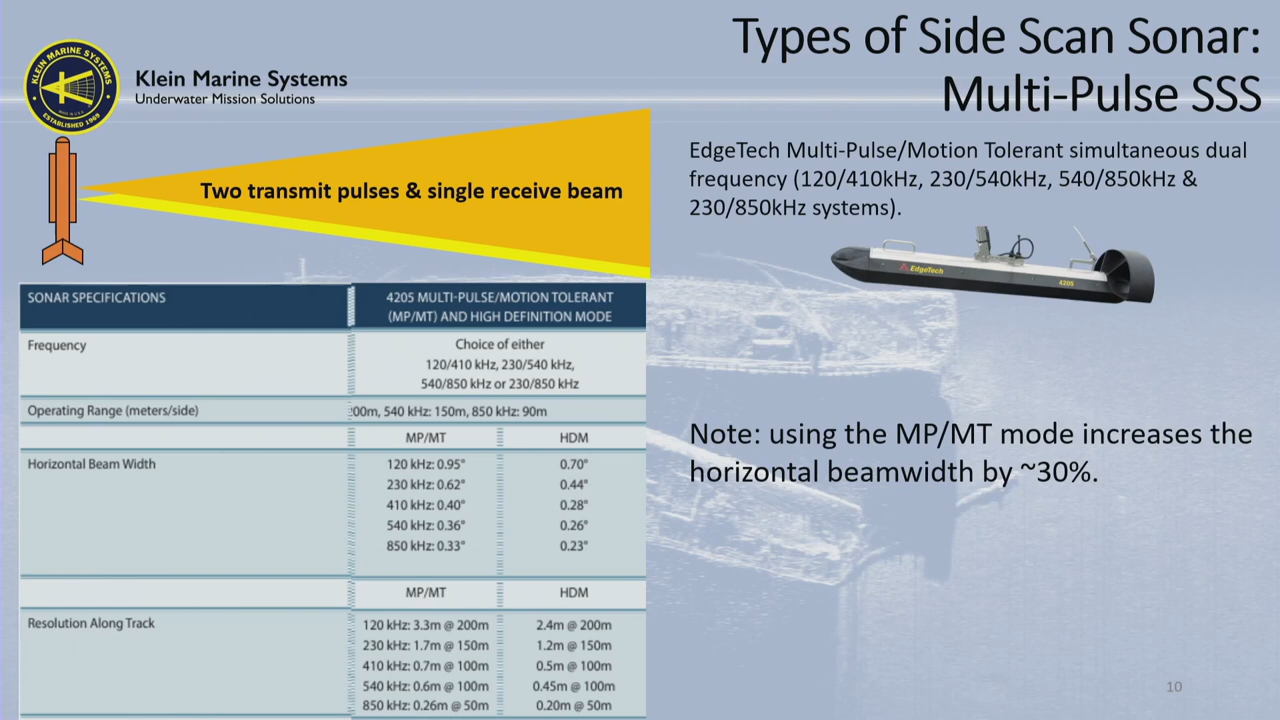 Types of Side Scan Sonar:
Multi-Pulse SSS
KLEIN MARINE SYSTEMS
MADE IN U.S.A.
ESTABLISHED 1969
Klein Marine Systems
Underwater Mission Solutions
Two transmit pulses & single receive beam
EdgeTech Multi-Pulse/Motion Tolerant simultaneous dual
frequency (120/410kHz, 230/540kHz, 540/850kHz &
230/850kHz systems).
EdgeTech
4205
SONAR SPECIFICATIONS
4205 MULTI-PULSE/MOTION TOLERANT
(MP/MT) AND HIGH DEFINITION MODE
Frequency
Choice of either
120/410 kHz, 230/540 kHz,
540/850 kHz or 230/850 kHz
Operating Range (meters/side)
00m, 540 kHz: 150m, 850 kHz: 90m
MP/MT HDM
Horizontal Beam Width
120 kHz: 0.95° 0.70°
230 kHz: 0.62° 0.44°
410 kHz: 0.40° 0.28°
540 kHz: 0.36° 0.26°
850 kHz: 0.33° 0.23°
MP/MT HDM
Resolution Along Track
120 kHz: 3.3m @ 200m 2.4m @ 200m
230 kHz: 1.7m @ 150m 1.2m @ 150m
410 kHz: 0.7m @ 100m 0.5m @ 100m
540 kHz: 0.6m @ 100m 0.45m @ 100m
850 kHz: 0.26m @ 50m 0.20m @ 50m
Note: using the MP/MT mode increases the
horizontal beamwidth by ~30%.
10